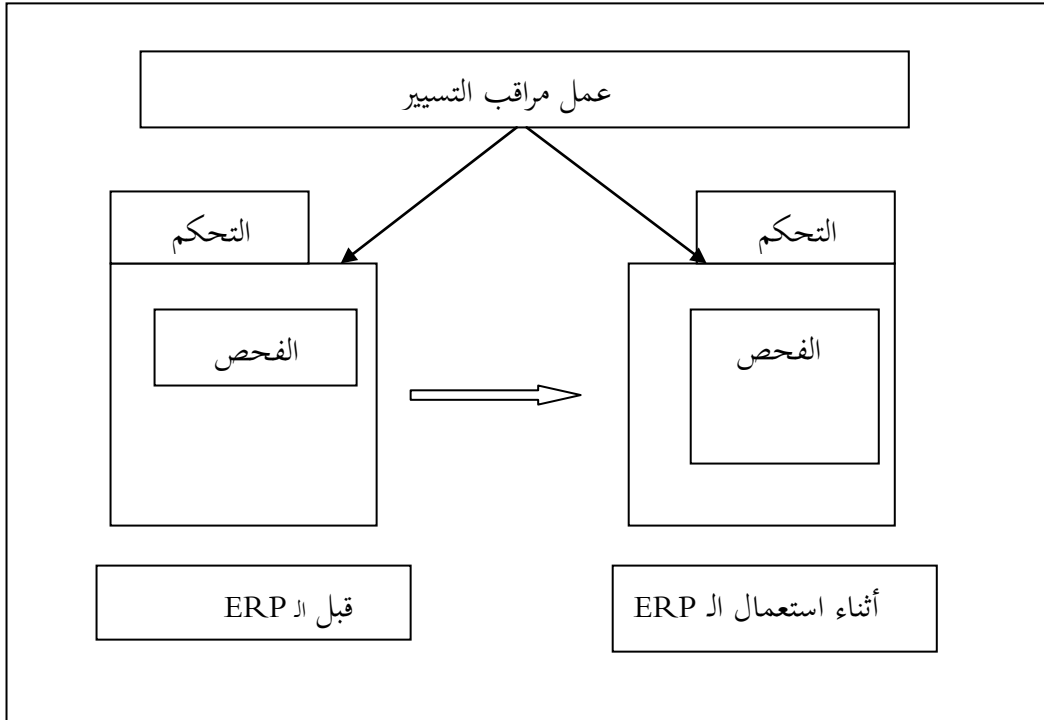 عمل مراقب التسيير
التحكم
التحكم
الفحص
الفحص
أثناء استعمال الـ ERP
قبل الـ ERP